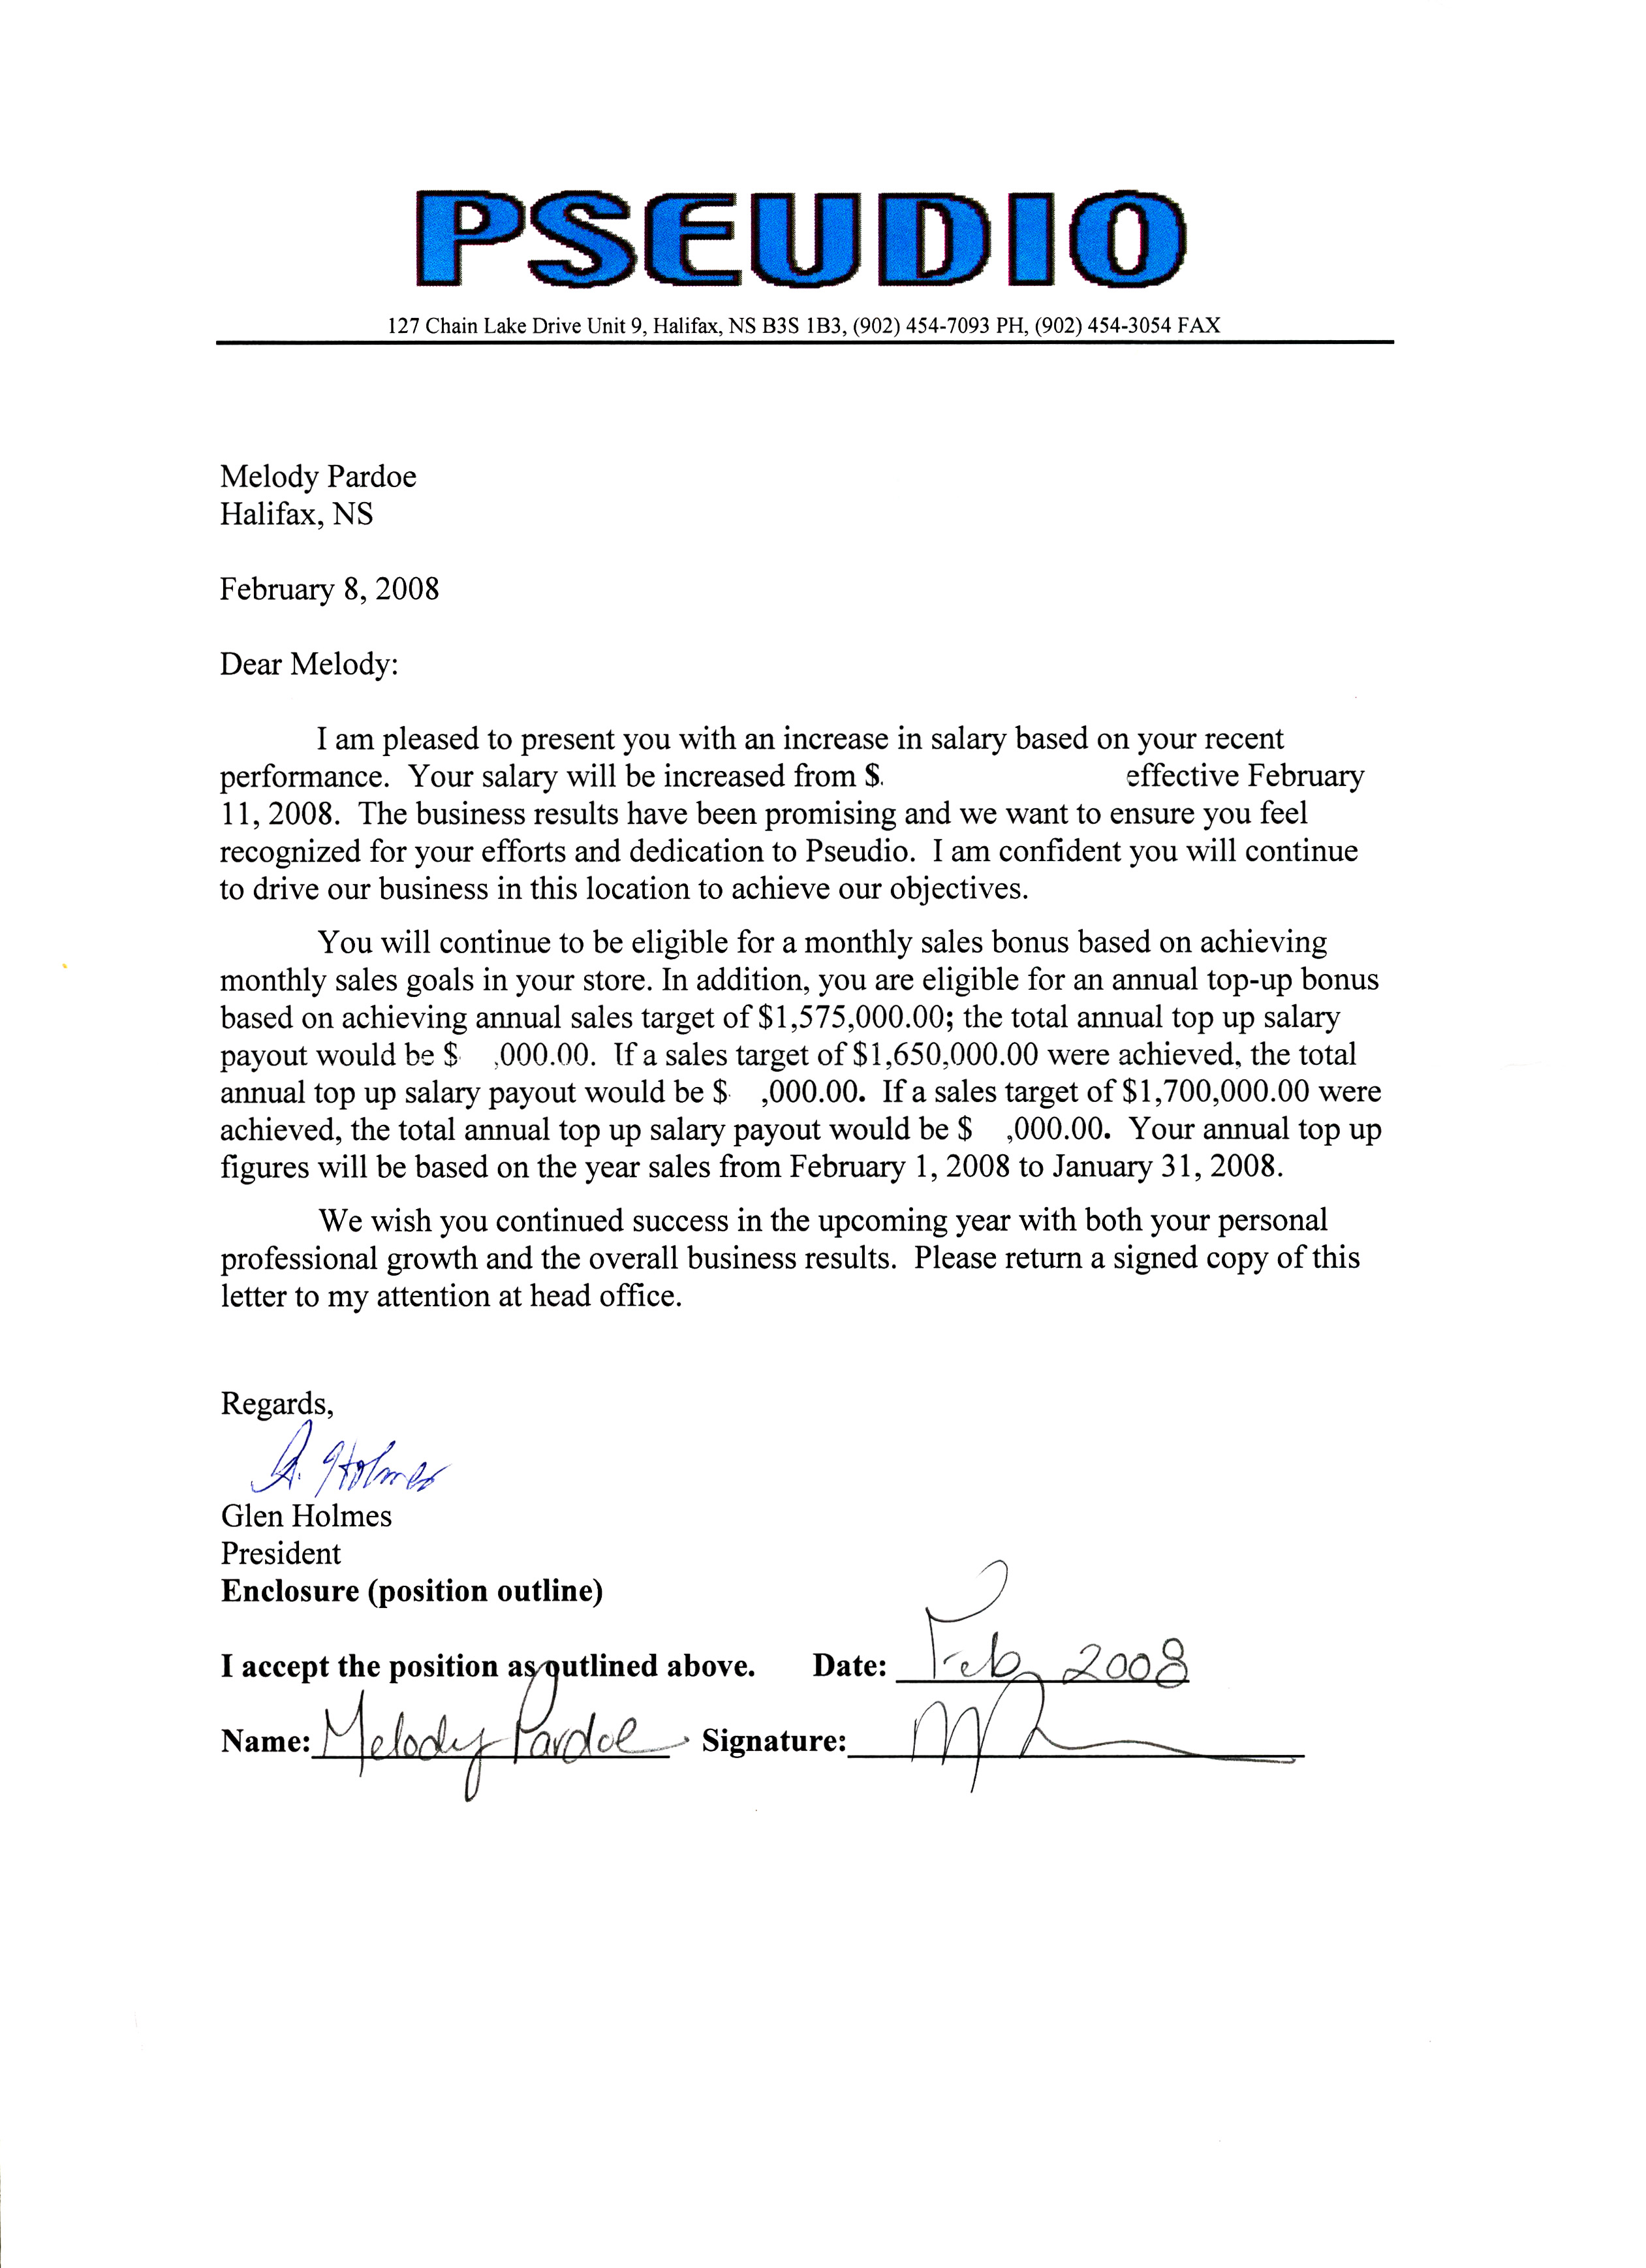 PSEUDIO
127 Chain Lake Drive Unit 9, Halifax, NS B3S 1B3, (902) 454-7093 PH, (902) 454-3054 FAX
Melody Pardoe
Halifax, NS
February 8, 2008
Dear Melody:
I am pleased to present you with an increase in salary based on your recent
performance. Your salary will be increased from $ effective February
11, 2008. The business results have been promising and we want to ensure you feel
recognized for your efforts and dedication to Pseudio. I am confident you will continue
to drive our business in this location to achieve our objectives.
You will continue to be eligible for a monthly sales bonus based on achieving
monthly sales goals in your store. In addition, you are eligible for an annual top-up bonus
based on achieving annual sales target of $1,575,000.00; the total annual top up salary
payout would be $ ,000.00. If a sales target of $1,650,000.00 were achieved, the total
annual top up salary payout would be $ ,000.00. If a sales target of $1,700,000.00 were
achieved, the total annual top up salary payout would be $ ,000.00. Your annual top up
figures will be based on the year sales from February 1, 2008 to January 31, 2008.
We wish you continued success in the upcoming year with both your personal
professional growth and the overall business results. Please return a signed copy of this
letter to my attention at head office.
Regards,
G. Holmes
Glen Holmes
President
Enclosure (position outline)
I accept the position as outlined above. Date: Feb 2008
Name: Melody Pardoe Signature: MP